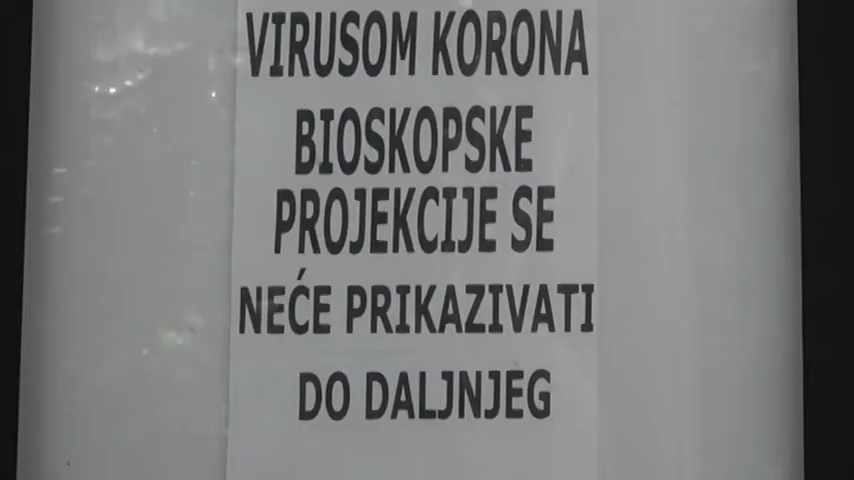 VIRUSOM KORONA
BIOSKOPSKE
PROJEKCIJE SE
NEĆE PRIKAZIVATI
DO DALJNJEG